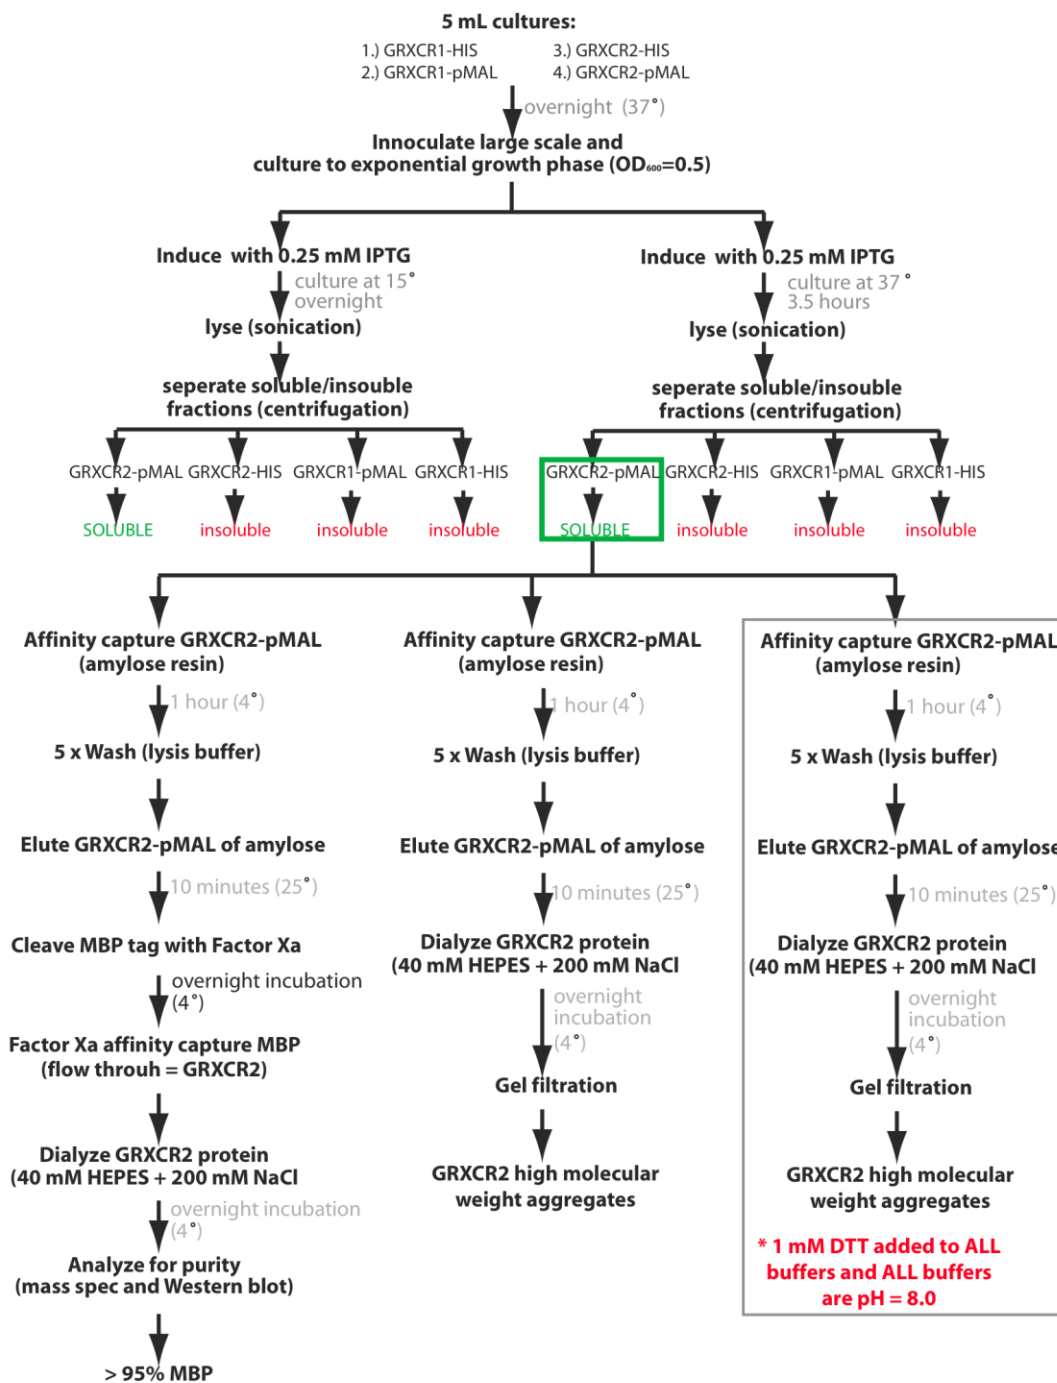 5 mL cultures:
1.) GRXCR1-HIS 3.) GRXCR2-HIS
2.) GRXCR1-pMAL 4.) GRXCR2-pMAL
overnight (37°)
Innoculate large scale and
culture to exponential growth phase (OD₆₀₀=0.5)
Induce with 0.25 mM IPTG
culture at 15°
overnight
lyse (sonication)
seperate soluble/insouble
fractions (centrifugation)
GRXCR2-pMAL GRXCR2-HIS GRXCR1-pMAL GRXCR1-HIS
SOLUBLE insoluble insoluble insoluble
Induce with 0.25 mM IPTG
culture at 37°
3.5 hours
lyse (sonication)
seperate soluble/insouble
fractions (centrifugation)
GRXCR2-pMAL GRXCR2-HIS GRXCR1-pMAL GRXCR1-HIS
SOLUBLE insoluble insoluble insoluble
Affinity capture GRXCR2-pMAL
(amylose resin)
1 hour (4°)
5 x Wash (lysis buffer)
Elute GRXCR2-pMAL of amylose
10 minutes (25°)
Cleave MBP tag with Factor Xa
overnight incubation
(4°)
Factor Xa affinity capture MBP
(flow throuh = GRXCR2)
Dialyze GRXCR2 protein
(40 mM HEPES + 200 mM NaCl
overnight incubation
(4°)
Analyze for purity
(mass spec and Western blot)
> 95% MBP
Affinity capture GRXCR2-pMAL
(amylose resin)
1 hour (4°)
5 x Wash (lysis buffer)
Elute GRXCR2-pMAL of amylose
10 minutes (25°)
Dialyze GRXCR2 protein
(40 mM HEPES + 200 mM NaCl
overnight
incubation
(4°)
Gel filtration
GRXCR2 high molecular
weight aggregates
Affinity capture GRXCR2-pMAL
(amylose resin)
1 hour (4°)
5 x Wash (lysis buffer)
Elute GRXCR2-pMAL of amylose
10 minutes (25°)
Dialyze GRXCR2 protein
(40 mM HEPES + 200 mM NaCl
overnight
incubation
(4°)
Gel filtration
GRXCR2 high molecular
weight aggregates
* 1 mM DTT added to ALL
buffers and ALL buffers
are pH = 8.0